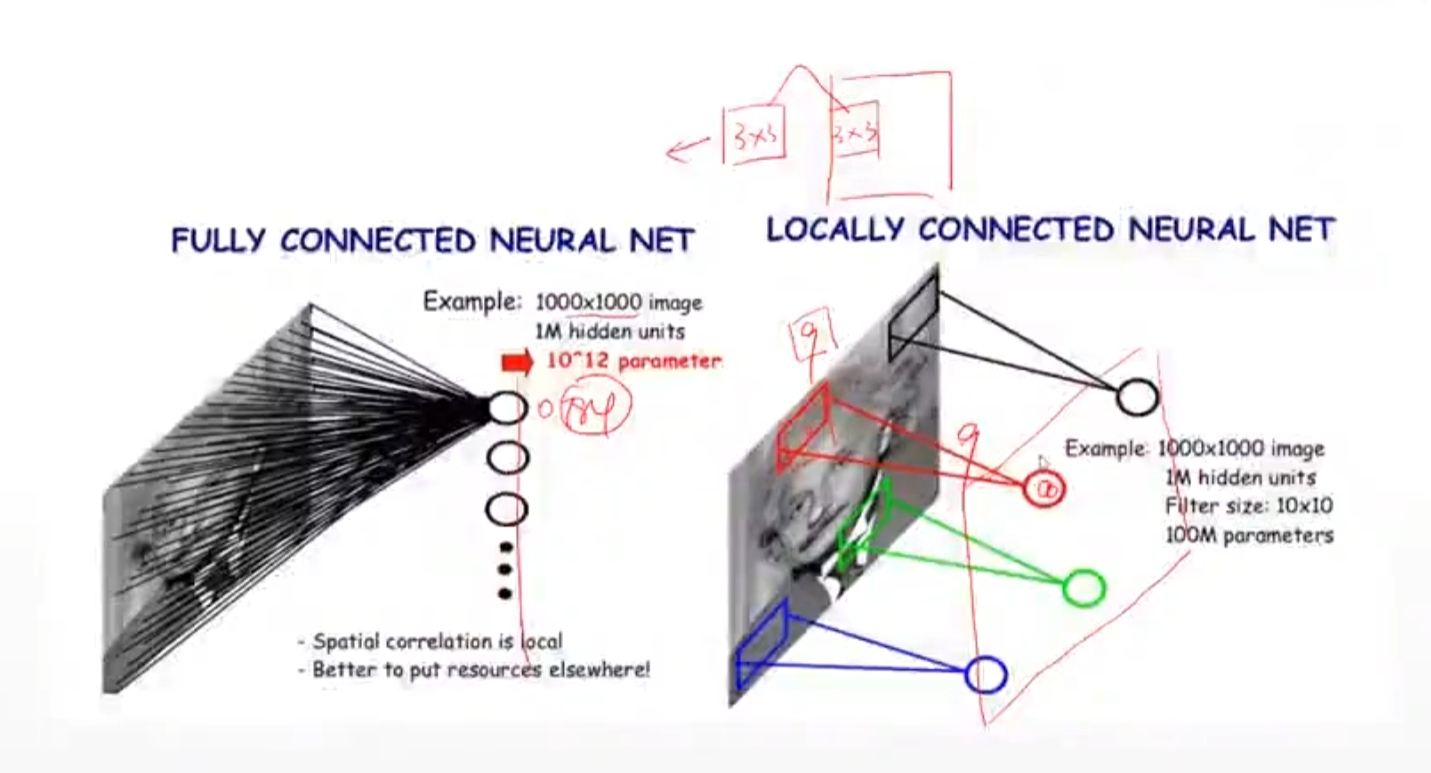 3x3
3x3
FULLY CONNECTED NEURAL NET
Example: 1000x1000 image
1M hidden units
10^12 parameter
- Spatial correlation is local
- Better to put resources elsewhere!
LOCALLY CONNECTED NEURAL NET
9
9
Example: 1000x1000 image
1M hidden units
Filter size: 10x10
100M parameters